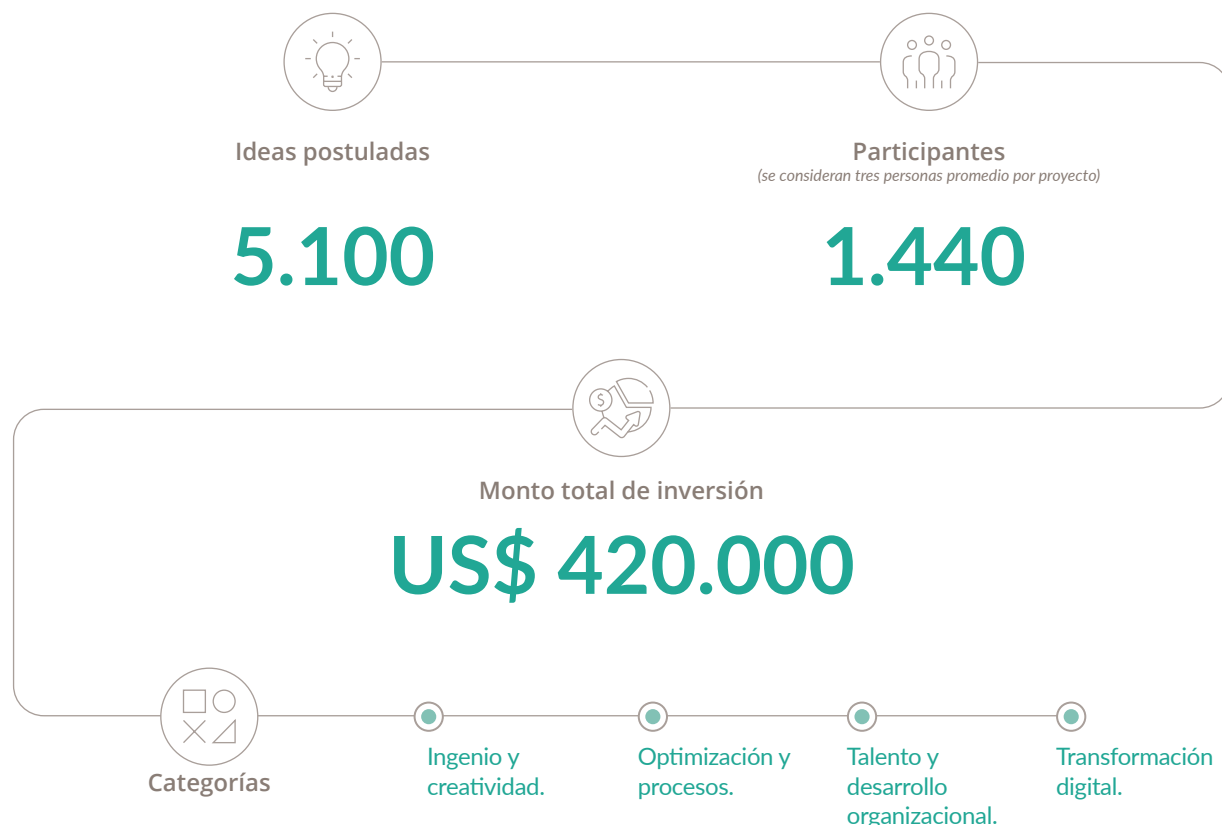 Ideas postuladas
Participantes
(se consideran tres personas promedio por proyecto)
5.100
1.440
$
Monto total de inversión
US$ 420.000
Categorías
Ingenio y
creatividad.
Optimización y
procesos.
Talento y
desarrollo
organizacional.
Transformación
digital.